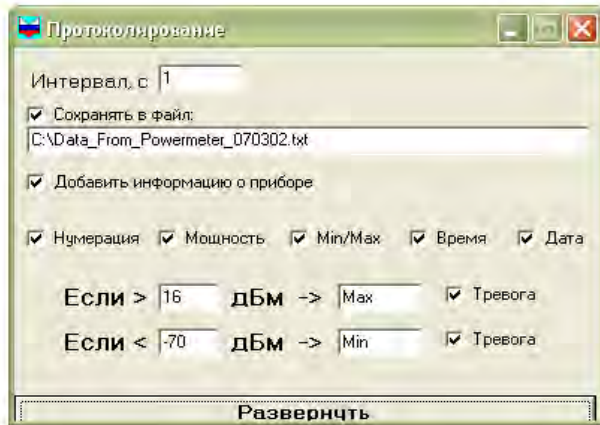 Протоколирование
Интервал, с 1
Сохранять в файл:
C:\Data_From_Powermeter_070302.txt
Добавить информацию о приборе
Нумерация Мощность Min/Max Время Дата
Если > 16 дБм -> Max Тревога
Если < -70 дБм -> Min Тревога
Развернуть